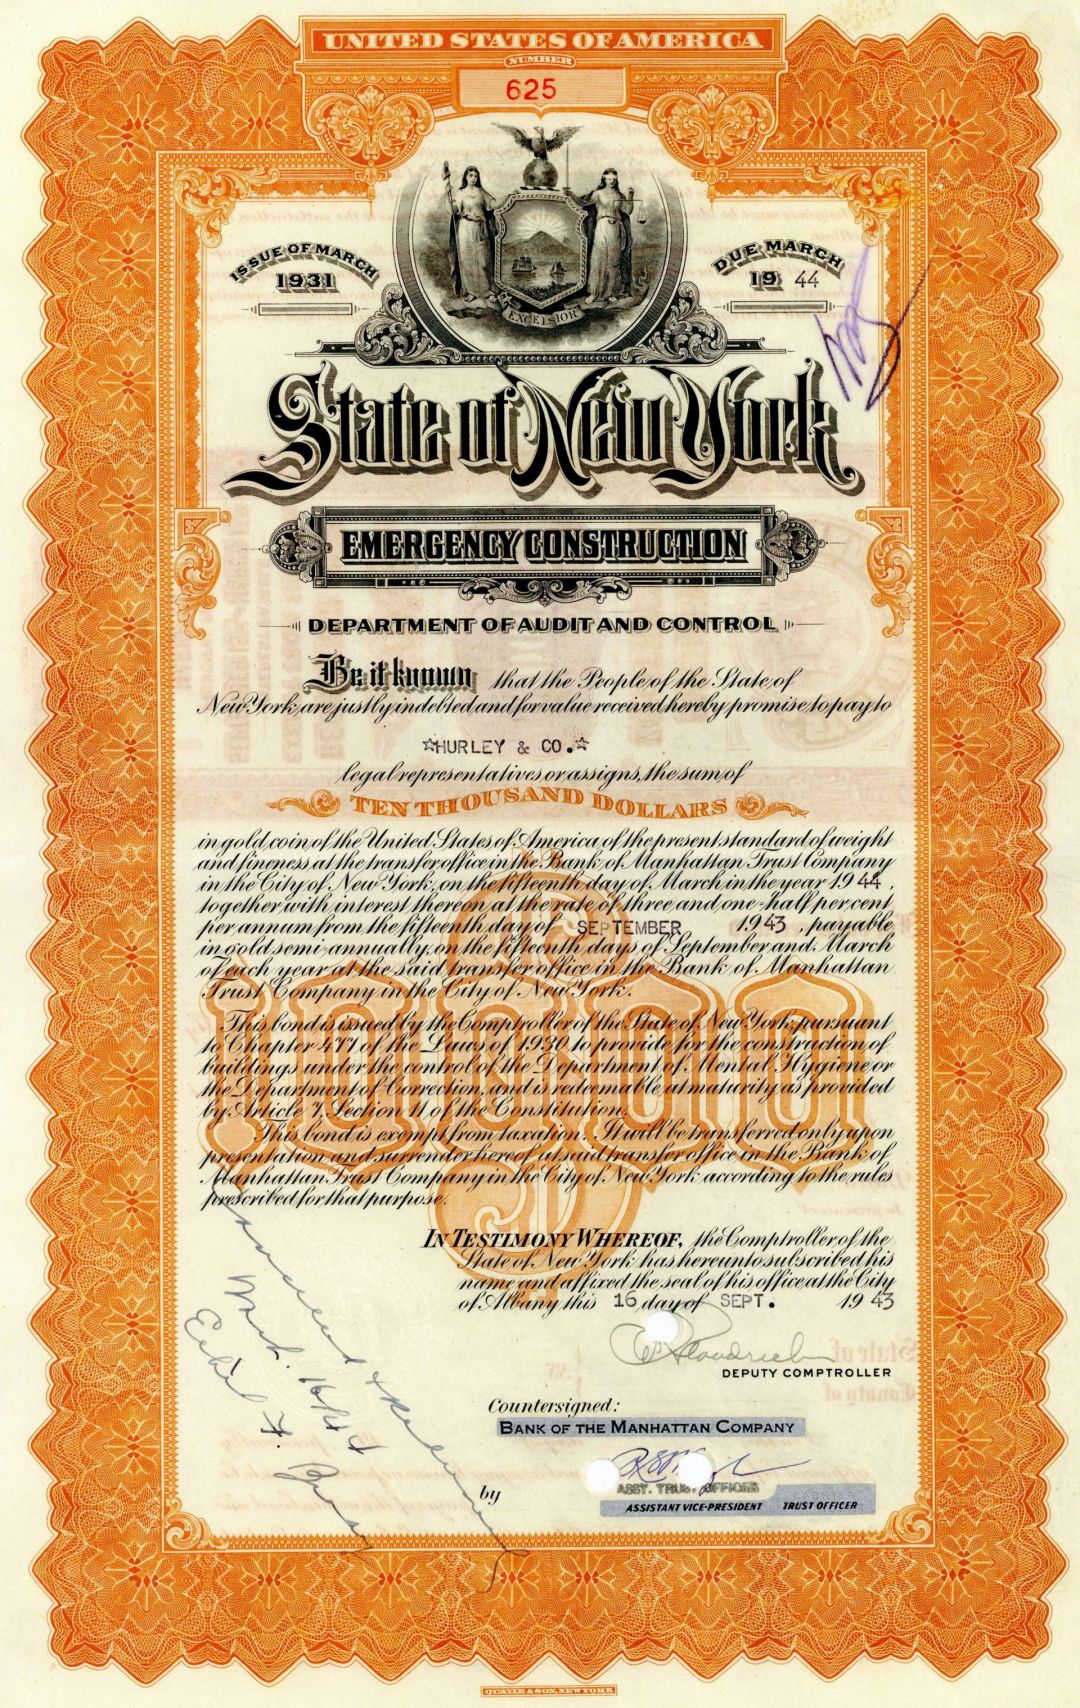 UNITED STATES OF AMERICA
NUMBER
625
ISSUE OF MARCH
1931
DUE MARCH
19 44
EXCELSIOR
State of New York
EMERGENCY CONSTRUCTION
DEPARTMENT OF AUDIT AND CONTROL
Be it known that the People of the State of
New York, are justly indebted and for value received hereby promise to pay to
☆HURLEY & CO.☆
legal representatives or assigns, the sum of
TEN THOUSAND DOLLARS
in gold coin of the United States of America of the present standard of weight
and fineness at the transfer office in the Bank of Manhattan Trust Company
in the City of New York, on the fifteenth day of March in the year 1944,
together with interest thereon at the rate of three and one-half per cent
per annum from the fifteenth day of SEPTEMBER 1943, payable
in gold semi-annually, on the fifteenth days of September and March
of each year at the said transfer office in the Bank of Manhattan
Trust Company in the City of New York.
This bond is issued by the Comptroller of the State of New York, pursuant
to Chapter 477 of the Laws of 1930 to provide for the construction of
buildings under the control of the Department of Mental Hygiene or
the Department of Correction, and is redeemable at maturity as provided
by Article 7, Section 11 of the Constitution.
This bond is exempt from taxation. It will be transferred only upon
presentation and surrender hereof at said transfer office in the Bank of
Manhattan Trust Company in the City of New York according to the rules
prescribed for that purpose.
$10000
IN TESTIMONY WHEREOF, the Comptroller of the
State of New York has hereunto subscribed his
name and affixed the seal of his office, at the City
of Albany this 16 day of SEPT. 1943
DEPUTY COMPTROLLER
Countersigned:
BANK OF THE MANHATTAN COMPANY
by
ASST. TRUST OFFICER
ASSISTANT VICE-PRESIDENT TRUST OFFICER
Mch. 16/44
Ethel F.
QUAYLE & SON, NEW YORK